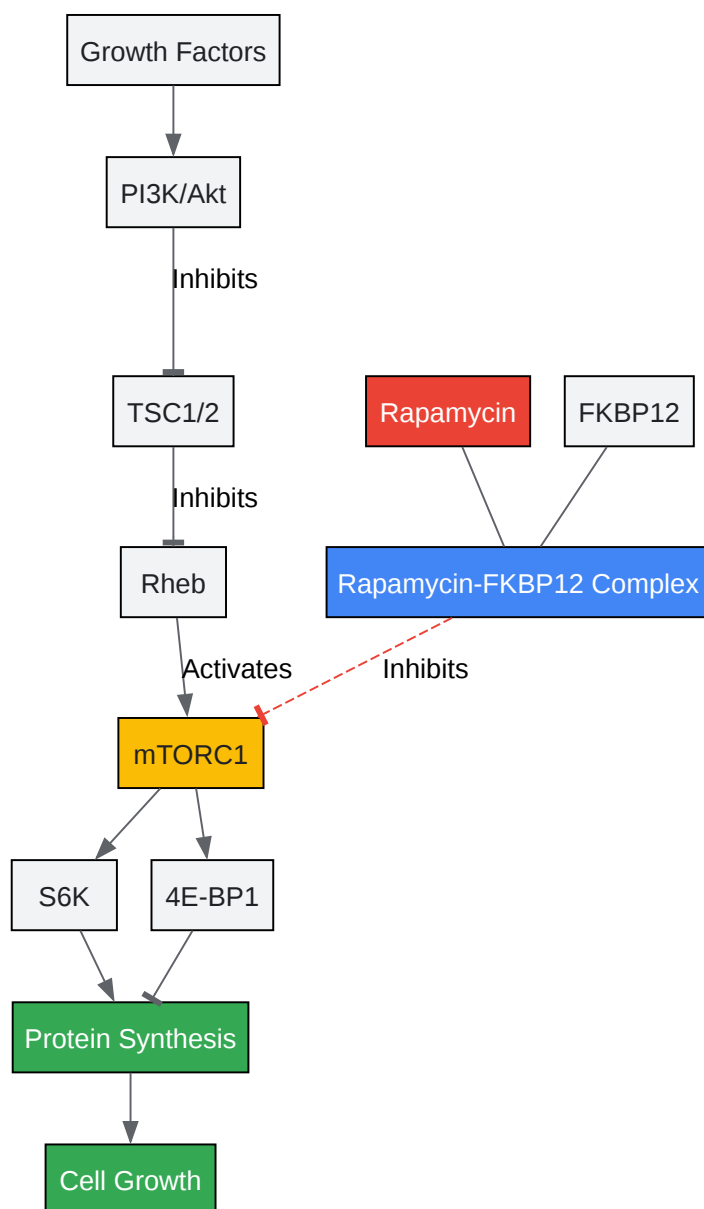 Growth Factors
PI3K/Akt
Inhibits
TSC1/2
Rapamycin
FKBP12
Inhibits
Rheb
Rapamycin-FKBP12 Complex
Activates
Inhibits
mTORC1
S6K
4E-BP1
Protein Synthesis
Cell Growth